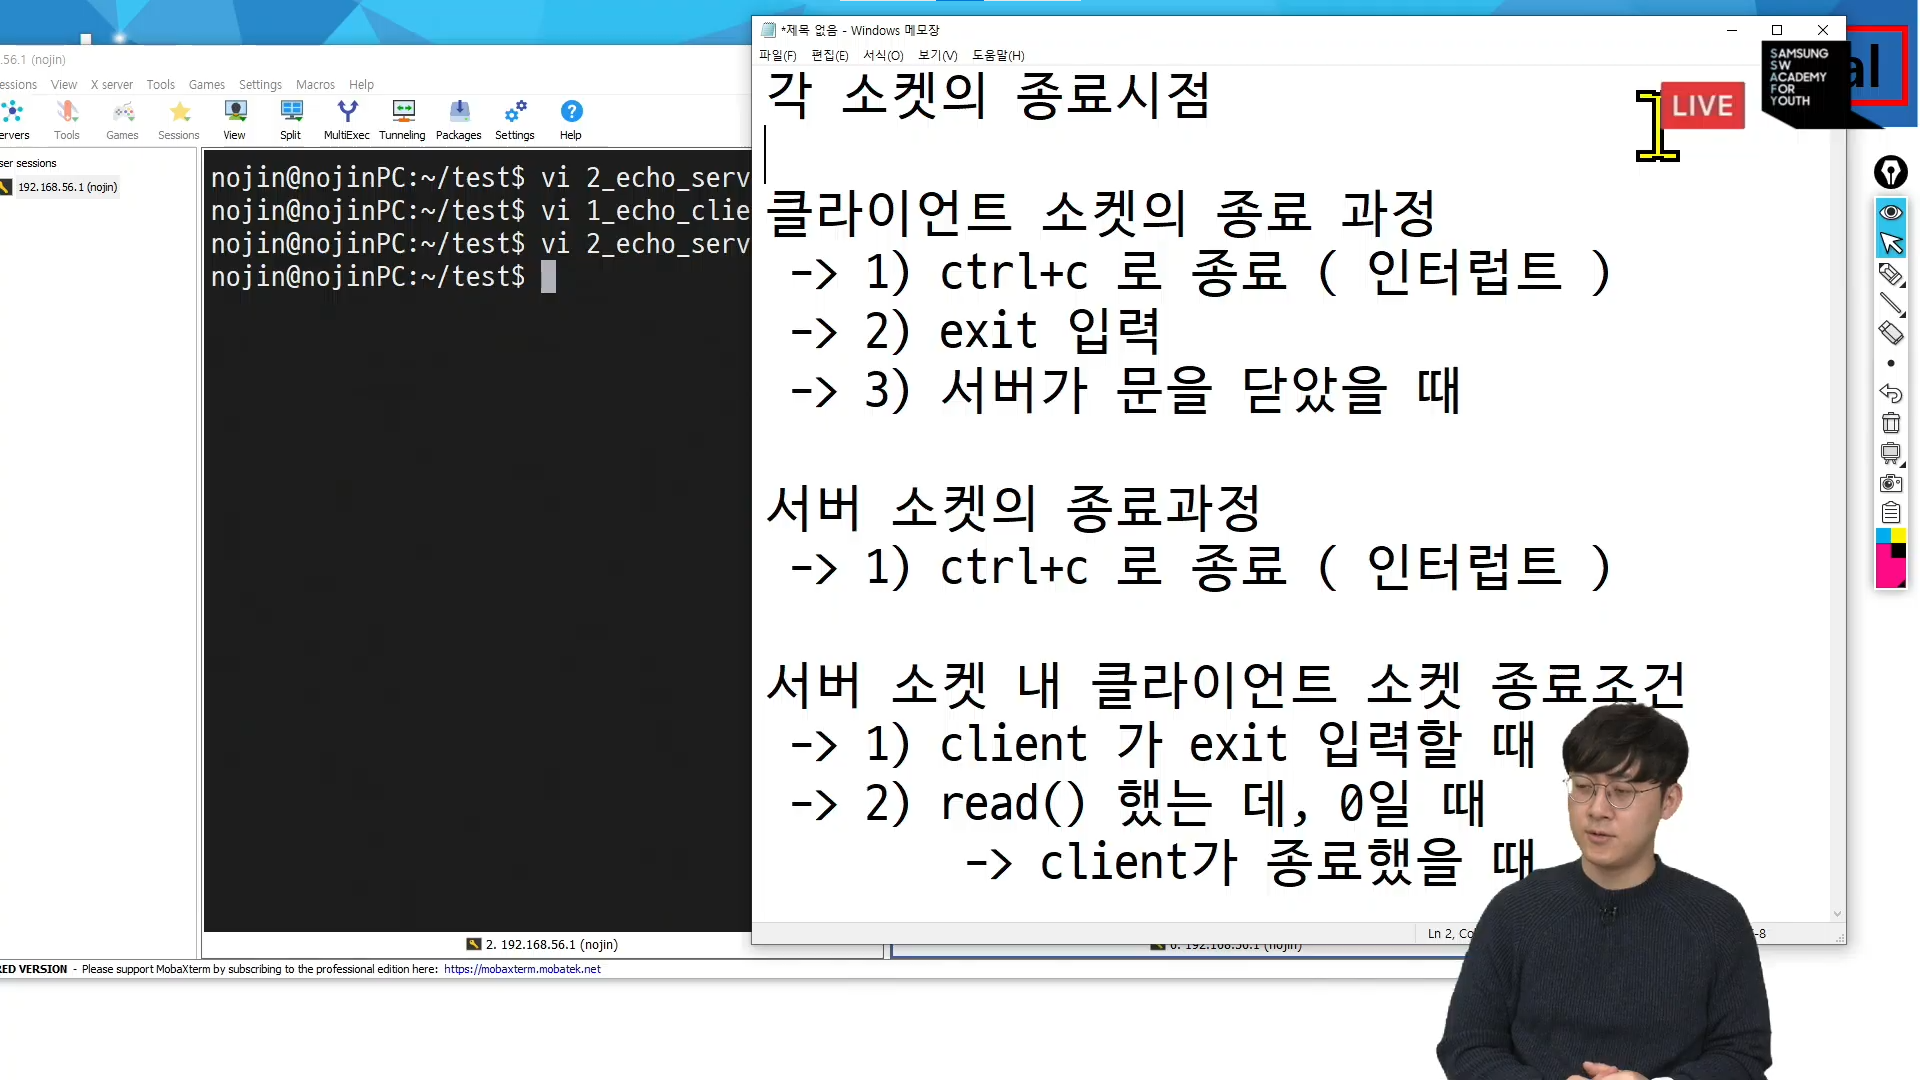 *제목 없음 - Windows 메모장
파일(F) 편집(E) 서식(O) 보기(V) 도움말(H)
각 소켓의 종료시점
클라이언트 소켓의 종료 과정
-> 1) ctrl+c 로 종료 ( 인터럽트 )
-> 2) exit 입력
-> 3) 서버가 문을 닫았을 때
서버 소켓의 종료과정
-> 1) ctrl+c 로 종료 ( 인터럽트 )
서버 소켓 내 클라이언트 소켓 종료조건
-> 1) client 가 exit 입력할 때
-> 2) read() 했는 데, 0일 때
-> client가 종료했을 때
Ln 2, Co
-8
LIVE
SAMSUNG
SW
ACADEMY
FOR
YOUTH
al
.56.1 (nojin)
essions View X server Tools Games Settings Macros Help
ervers Tools Games Sessions View Split MultiExec Tunneling Packages Settings Help
ser sessions
192.168.56.1 (nojin)
nojin@nojinPC:~/test$ vi 2_echo_serv
nojin@nojinPC:~/test$ vi 1_echo_clie
nojin@nojinPC:~/test$ vi 2_echo_serv
nojin@nojinPC:~/test$
2. 192.168.56.1 (nojin)
6. 192.168.56.1 (nojin)
RED VERSION - Please support MobaXterm by subscribing to the professional edition here: https://mobaxterm.mobatek.net